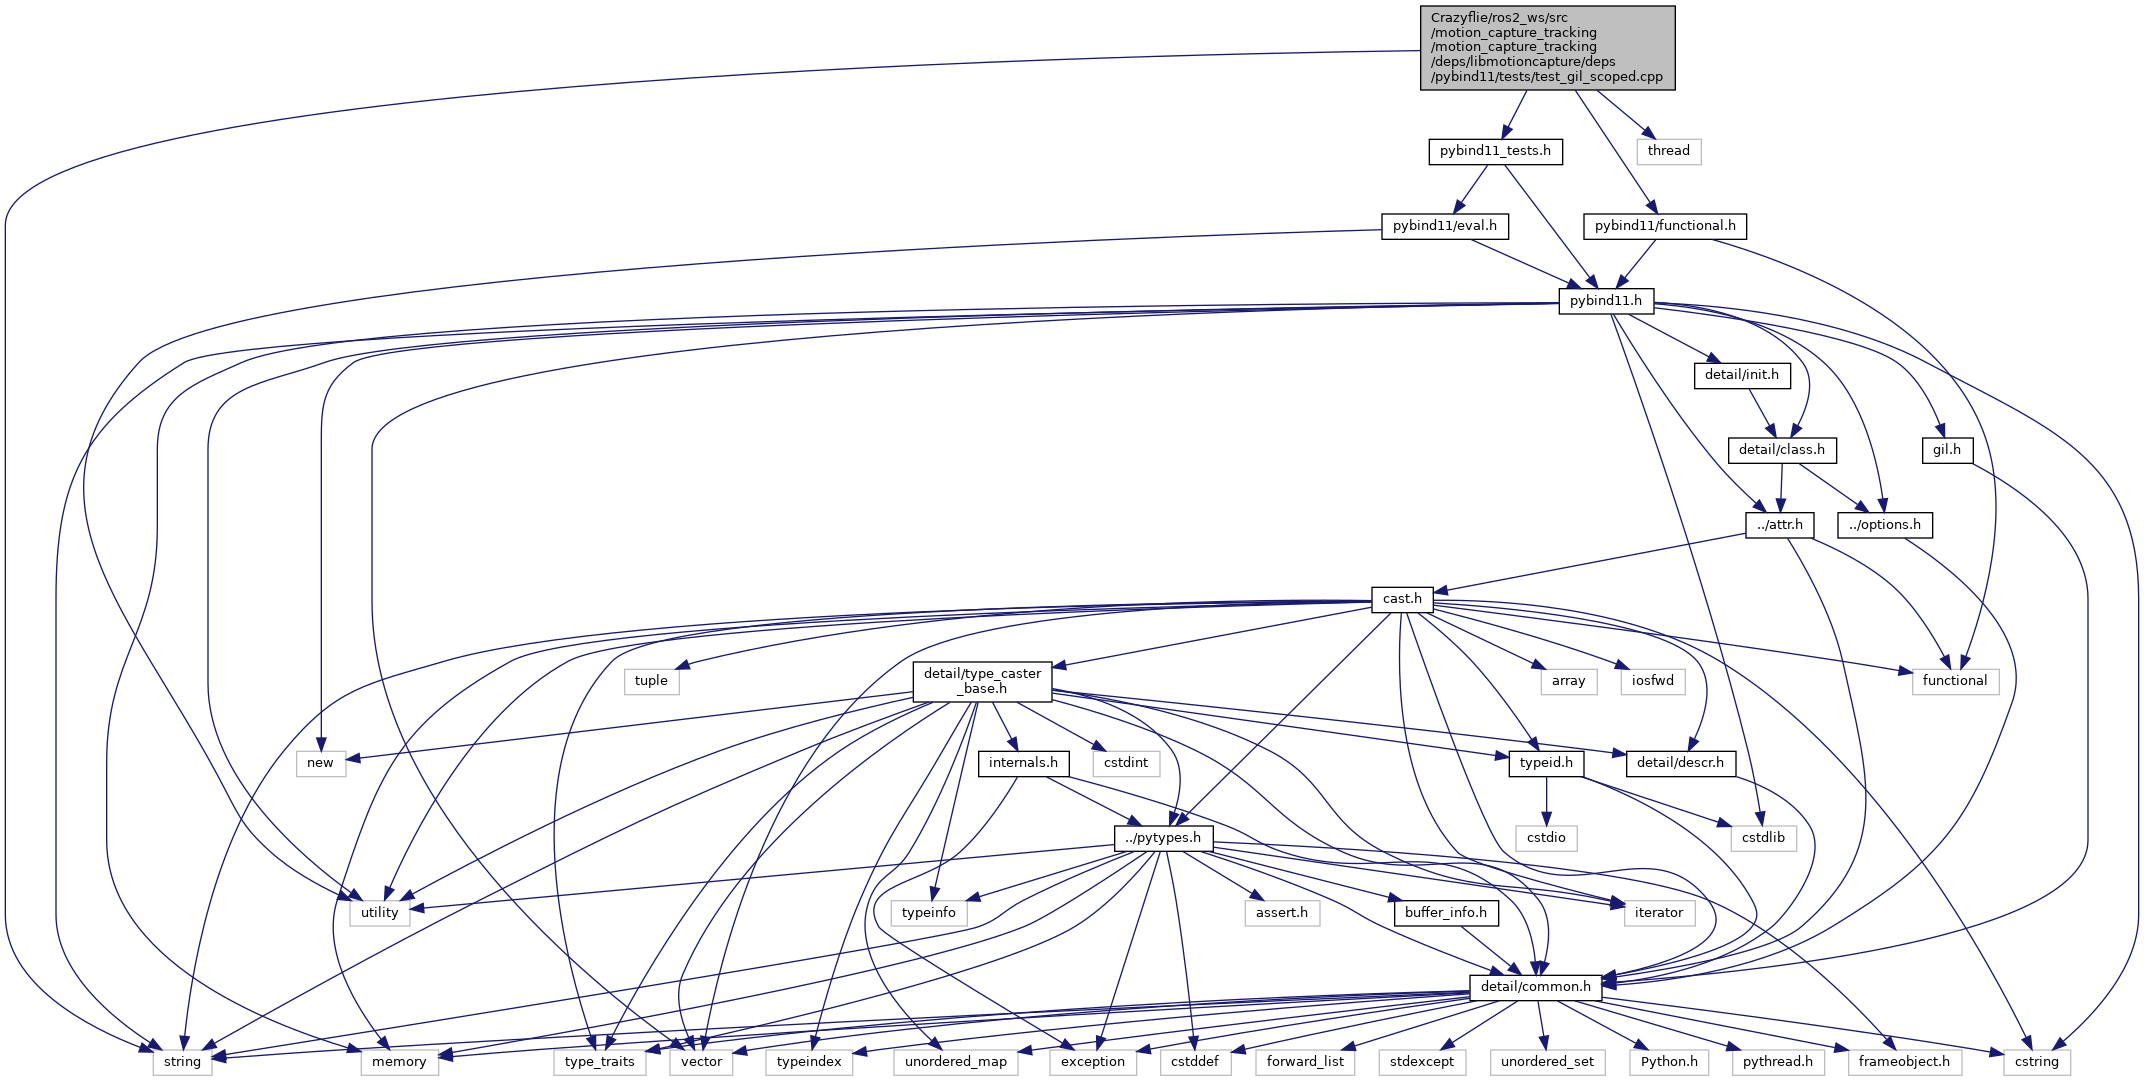 Crazyflie/ros2_ws/src
/motion_capture_tracking
/motion_capture_tracking
/deps/libmotioncapture/deps
/pybind11/tests/test_gil_scoped.cpp
pybind11_tests.h
thread
pybind11/eval.h
pybind11/functional.h
pybind11.h
detail/init.h
detail/class.h
gil.h
../attr.h
../options.h
cast.h
tuple
detail/type_caster
_base.h
array
iosfwd
functional
new
internals.h
cstdint
typeid.h
detail/descr.h
../pytypes.h
cstdio
cstdlib
utility
typeinfo
assert.h
buffer_info.h
iterator
detail/common.h
string
memory
type_traits
vector
typeindex
unordered_map
exception
cstddef
forward_list
stdexcept
unordered_set
Python.h
pythread.h
frameobject.h
cstring